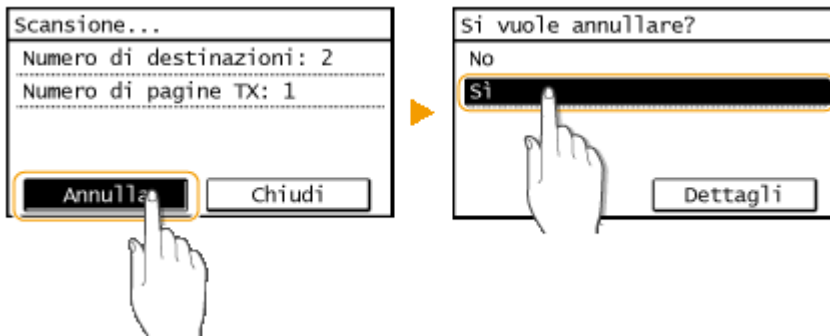 Scansione...
Numero di destinazioni: 2
Numero di pagine TX: 1
Annulla
Chiudi
Si vuole annullare?
No
Sì
Dettagli